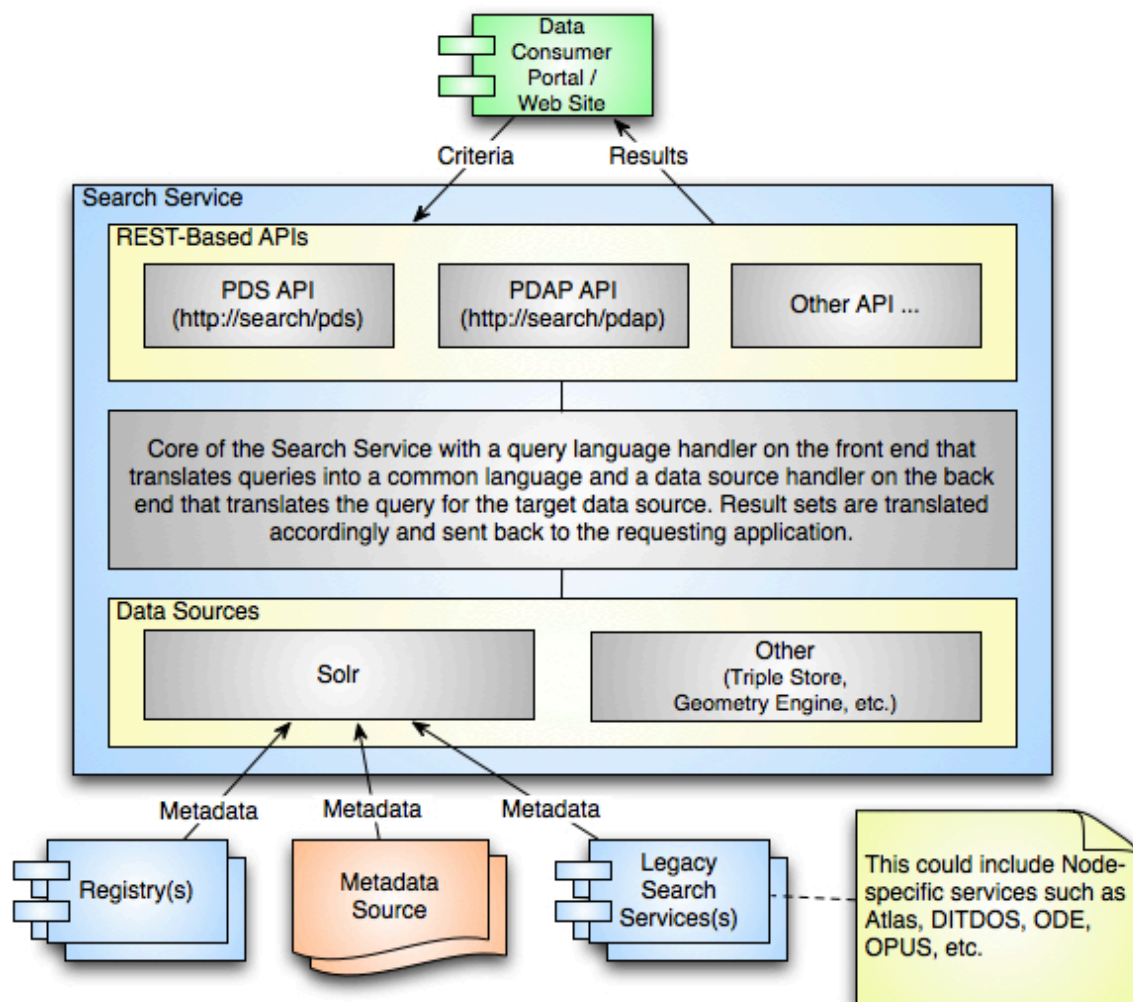 Data
Consumer
Portal /
Web Site
Criteria
Results
Search Service
REST-Based APIs
PDS API
(http://search/pds)
PDAP API
(http://search/pdap)
Other API ...
Core of the Search Service with a query language handler on the front end that
translates queries into a common language and a data source handler on the back
end that translates the query for the target data source. Result sets are translated
accordingly and sent back to the requesting application.
Data Sources
Solr
Other
(Triple Store,
Geometry Engine, etc.)
Metadata
Metadata
Metadata
Registry(s)
Metadata
Source
Legacy
Search
Services(s)
This could include Node-
specific services such as
Atlas, DITDOS, ODE,
OPUS, etc.